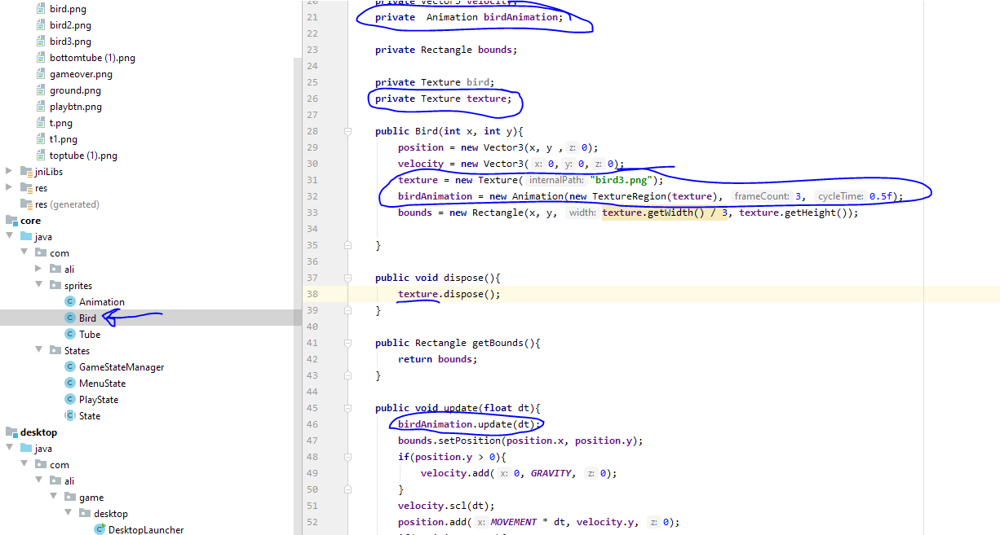 bird.png
bird2.png
bird3.png
bottomtube (1).png
gameover.png
ground.png
playbtn.png
t.png
t1.png
toptube (1).png
jniLibs
res
res (generated)
core
java
com
ali
sprites
Animation
Bird
Tube
States
GameStateManager
MenuState
PlayState
State
desktop
java
com
ali
game
desktop
DesktopLauncher
20 private Vector3 velocity;
21 private Animation birdAnimation;
22
23 private Rectangle bounds;
24
25 private Texture bird;
26 private Texture texture;
27
28 public Bird(int x, int y){
29 position = new Vector3(x, y , z: 0);
30 velocity = new Vector3( x: 0, y: 0, z: 0);
31 texture = new Texture( internalPath: "bird3.png");
32 birdAnimation = new Animation(new TextureRegion(texture), frameCount: 3, cycleTime: 0.5f);
33 bounds = new Rectangle(x, y, width: texture.getWidth() / 3, texture.getHeight());
34
35 }
36
37 public void dispose(){
38 texture.dispose();
39 }
40
41 public Rectangle getBounds(){
42 return bounds;
43 }
44
45 public void update(float dt){
46 birdAnimation.update(dt);
47 bounds.setPosition(position.x, position.y);
48 if(position.y > 0){
49 velocity.add( x: 0, GRAVITY, z: 0);
50 }
51 velocity.scl(dt);
52 position.add( x: MOVEMENT * dt, velocity.y, z: 0);